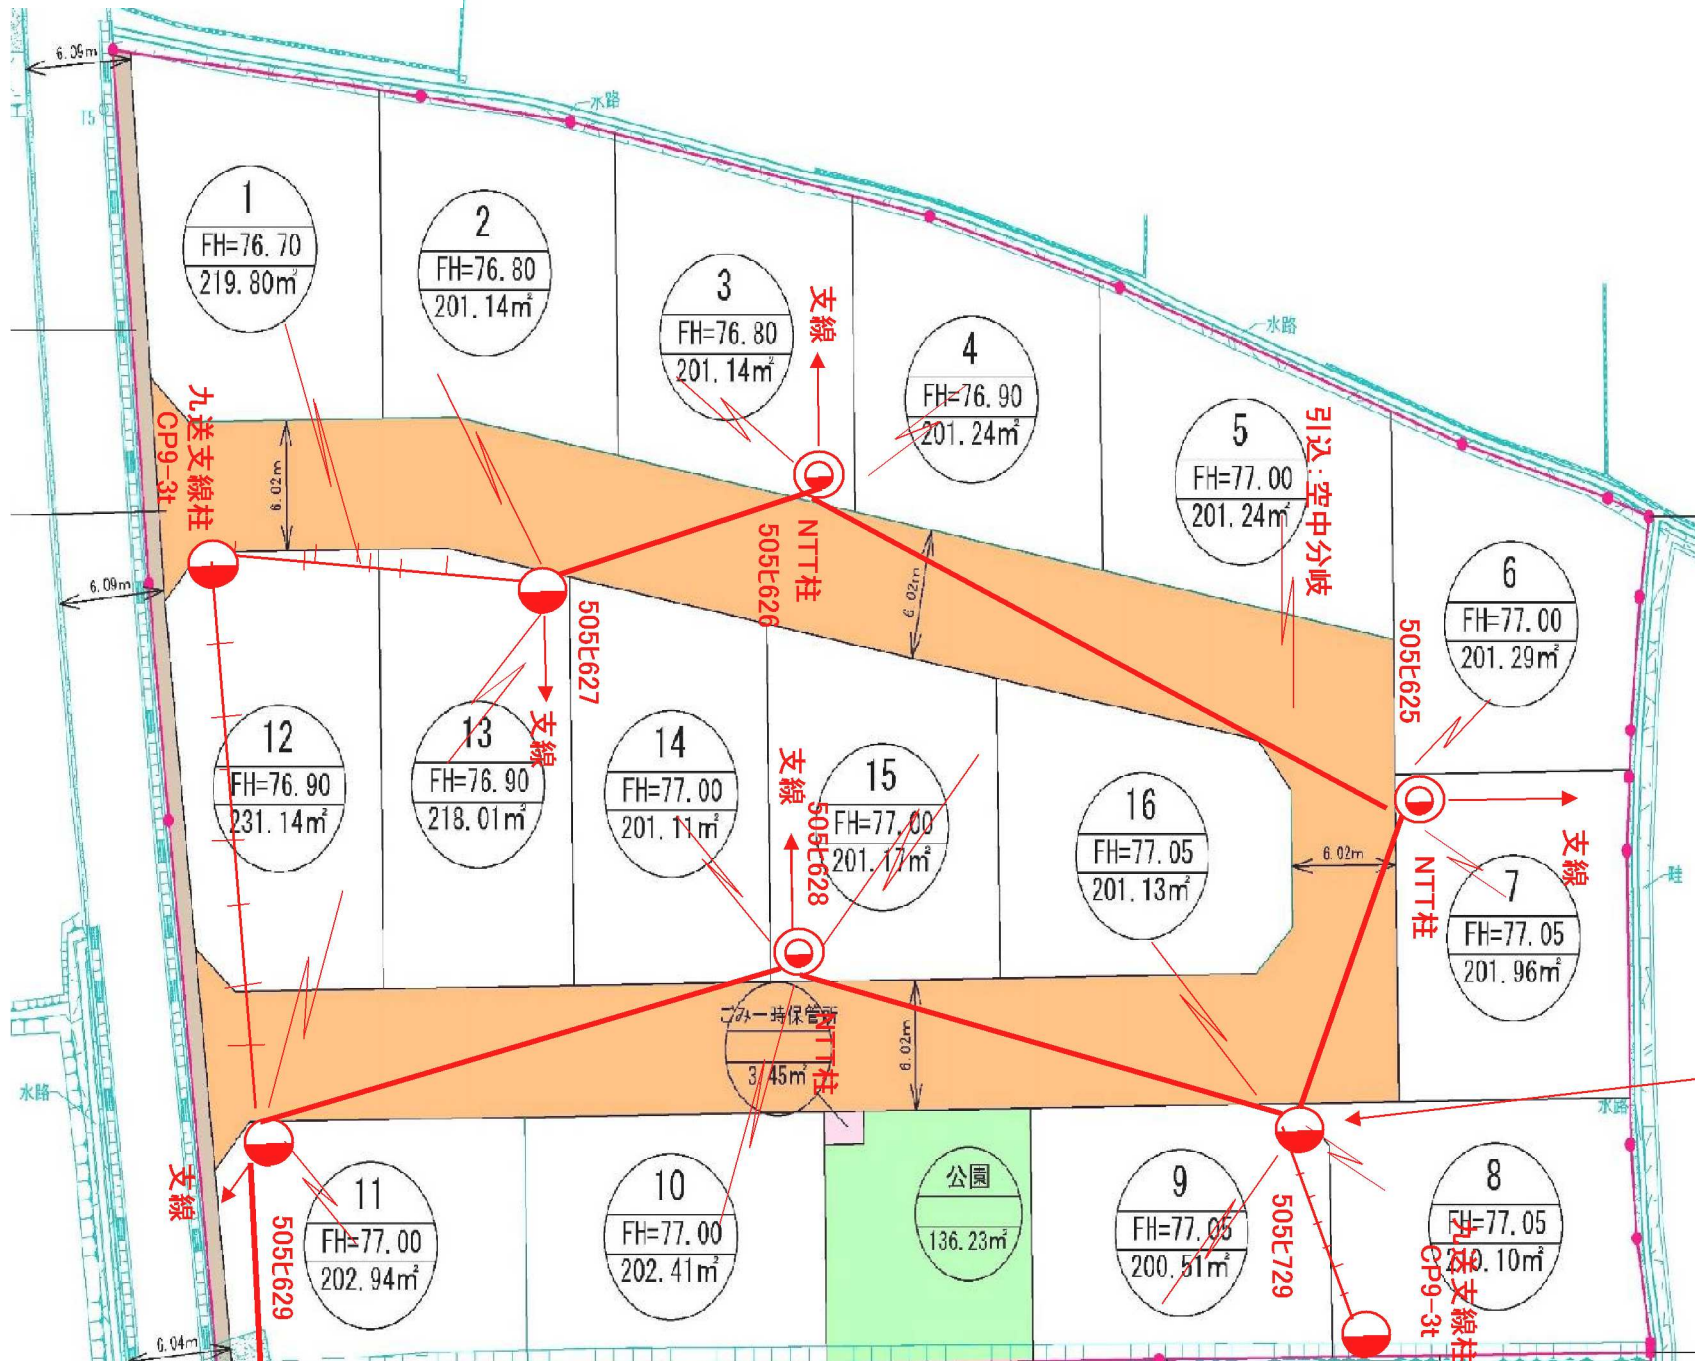 6.09m
T5
水路
1
FH=76.70
219.80㎡
2
FH=76.80
201.14㎡
3
FH=76.80
201.14㎡
支線
4
FH=76.90
201.24㎡
水路
5
FH=77.00
201.24㎡
引込:空中分岐
6
FH=77.00
201.29㎡
九送支線柱
CP9-3t
6.02m
NTT柱
505ヒ626
6.02m
6.09m
505ヒ627
支線
505ヒ625
支線
NTT柱
12
FH=76.90
231.14㎡
13
FH=76.90
218.01㎡
14
FH=77.00
201.11㎡
支線
505ヒ628
15
FH=77.00
201.17㎡
16
FH=77.05
201.13㎡
6.02m
7
FH=77.05
201.96㎡
畦
ごみ一時保管所
3.45㎡
NTT柱
6.02m
水路
水路
支線
505ヒ629
11
FH=77.00
202.94㎡
10
FH=77.00
202.41㎡
公園
136.23㎡
9
FH=77.05
200.51㎡
505ヒ729
8
FH=77.05
九送支線柱
CP9-3t
6.04m